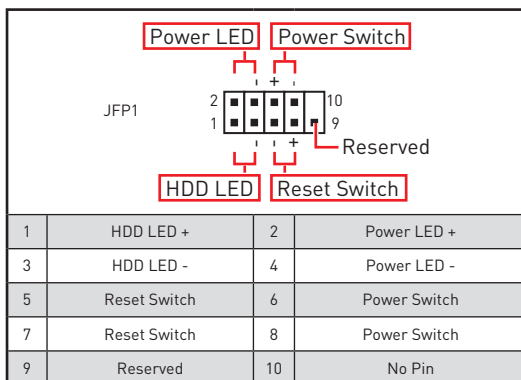 Power LED Power Switch
- + -
JFP1
2 10
1 9
Reserved
- - +
HDD LED Reset Switch
1 HDD LED + 2 Power LED +
3 HDD LED - 4 Power LED -
5 Reset Switch 6 Power Switch
7 Reset Switch 8 Power Switch
9 Reserved 10 No Pin